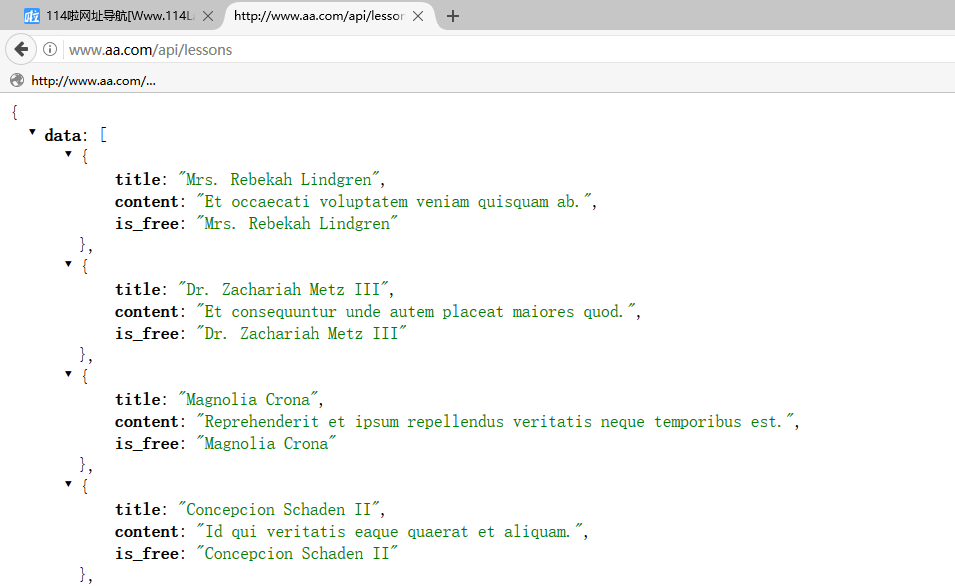 114啦网址导航[Www.114L
http://www.aa.com/api/lessor
www.aa.com/api/lessons
http://www.aa.com/...
{
data: [
{
title: "Mrs. Rebekah Lindgren",
content: "Et occaecati voluptatem veniam quisquam ab.",
is_free: "Mrs. Rebekah Lindgren"
},
{
title: "Dr. Zachariah Metz III",
content: "Et consequuntur unde autem placeat maiores quod.",
is_free: "Dr. Zachariah Metz III"
},
{
title: "Magnolia Crona",
content: "Reprehenderit et ipsum repellendus veritatis neque temporibus est.",
is_free: "Magnolia Crona"
},
{
title: "Concepcion Schaden II",
content: "Id qui veritatis eaque quaerat et aliquam.",
is_free: "Concepcion Schaden II"
},